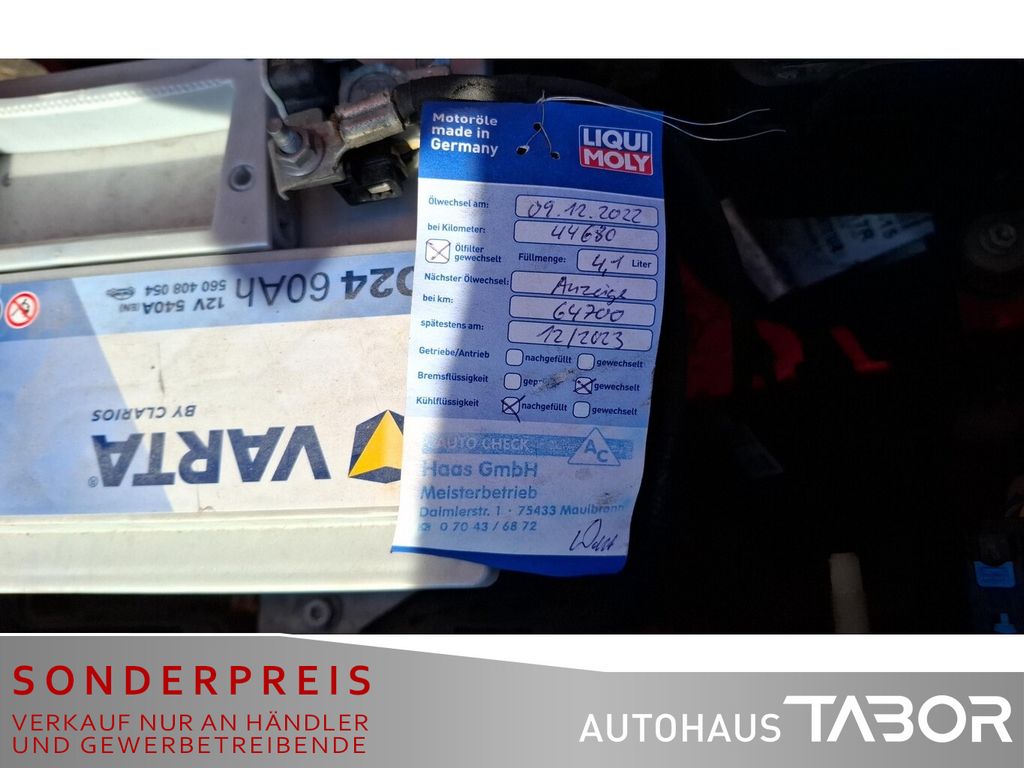 Motoröle
made in
Germany
LIQUI
MOLY
Ölwechsel am: 09.12.2022
bei Kilometer: 44680
Ölfilter
gewechselt
Füllmenge: 4,1 Liter
Nächster Ölwechsel: Anzeige
bei km: 64700
spätestens am: 12/2023
Getriebe/Antrieb nachgefüllt gewechselt
Bremsflüssigkeit gewechselt
Kühlflüssigkeit nachgefüllt gewechselt
AUTO CHECK
AC
Haas GmbH
Meisterbetrieb
Daimlerstr. 1 · 75433 Maulbronn
0 70 43 / 68 72
D24 60Ah
560 408 054
12V 540A (EN)
VARTA®
BY CLARIOS
SONDERPREIS
VERKAUF NUR AN HÄNDLER
UND GEWERBETREIBENDE
AUTOHAUS TABOR